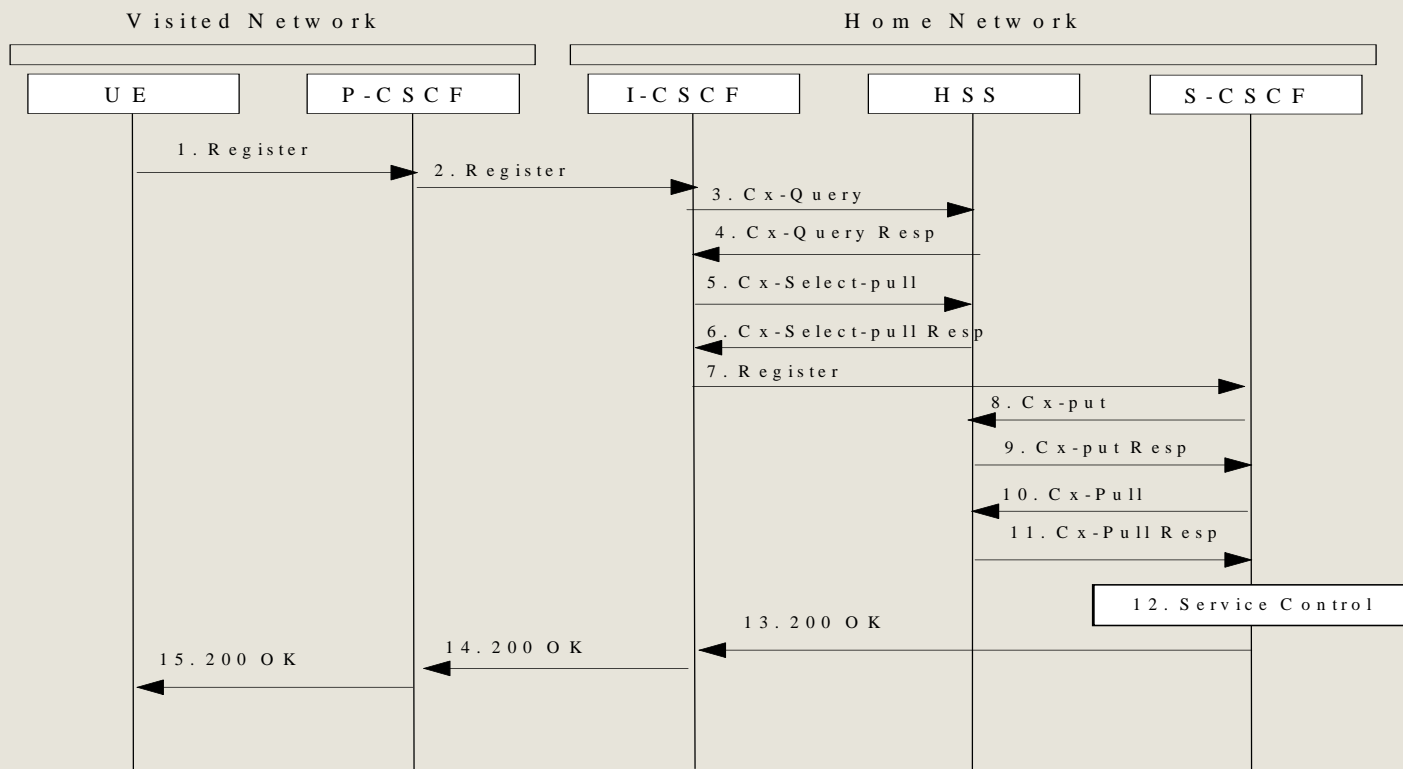 Visited Network
Home Network
UE
P-CSCF
I-CSCF
HSS
S-CSCF
1. Register
2. Register
3. Cx-Query
4. Cx-Query Resp
5. Cx-Select-pull
6. Cx-Select-pull Resp
7. Register
8. Cx-put
9. Cx-put Resp
10. Cx-Pull
11. Cx-Pull Resp
12. Service Control
13. 200 OK
14. 200 OK
15. 200 OK